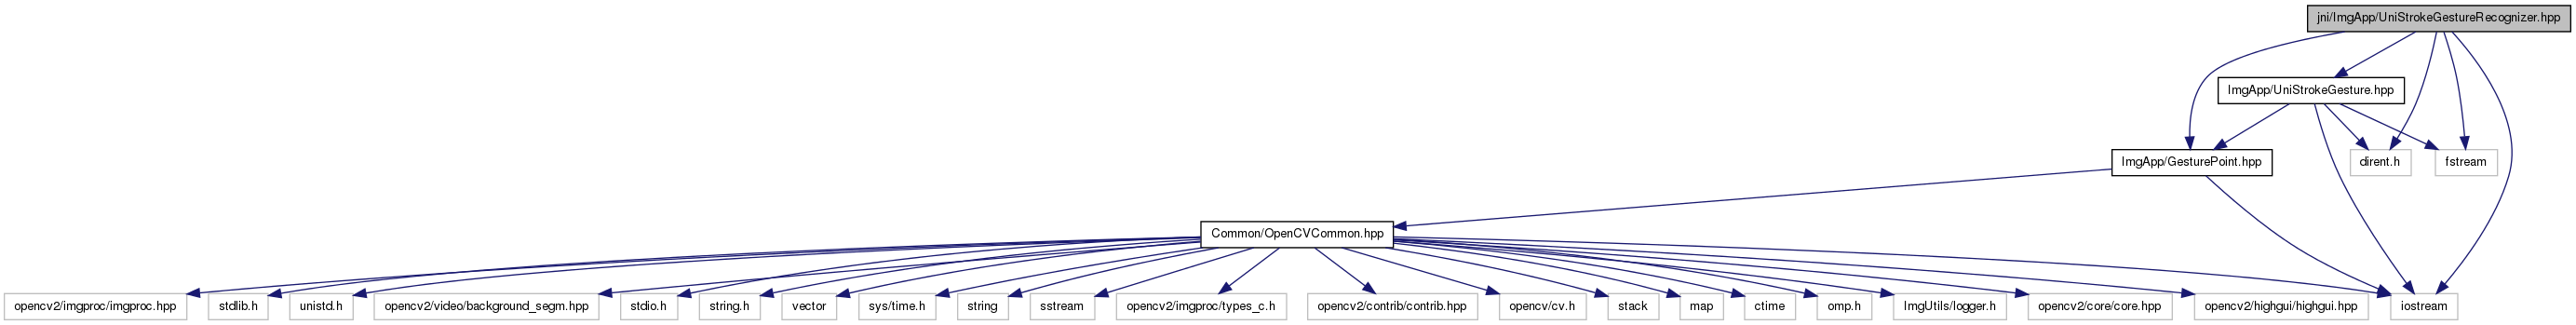 jni/ImgApp/UniStrokeGestureRecognizer.hpp
ImgApp/UniStrokeGesture.hpp
ImgApp/GesturePoint.hpp
dirent.h
fstream
Common/OpenCVCommon.hpp
opencv2/imgproc/imgproc.hpp
stdlib.h
unistd.h
opencv2/video/background_segm.hpp
stdio.h
string.h
vector
sys/time.h
string
sstream
opencv2/imgproc/types_c.h
opencv2/contrib/contrib.hpp
opencv/cv.h
stack
map
ctime
omp.h
ImgUtils/logger.h
opencv2/core/core.hpp
opencv2/highgui/highgui.hpp
iostream